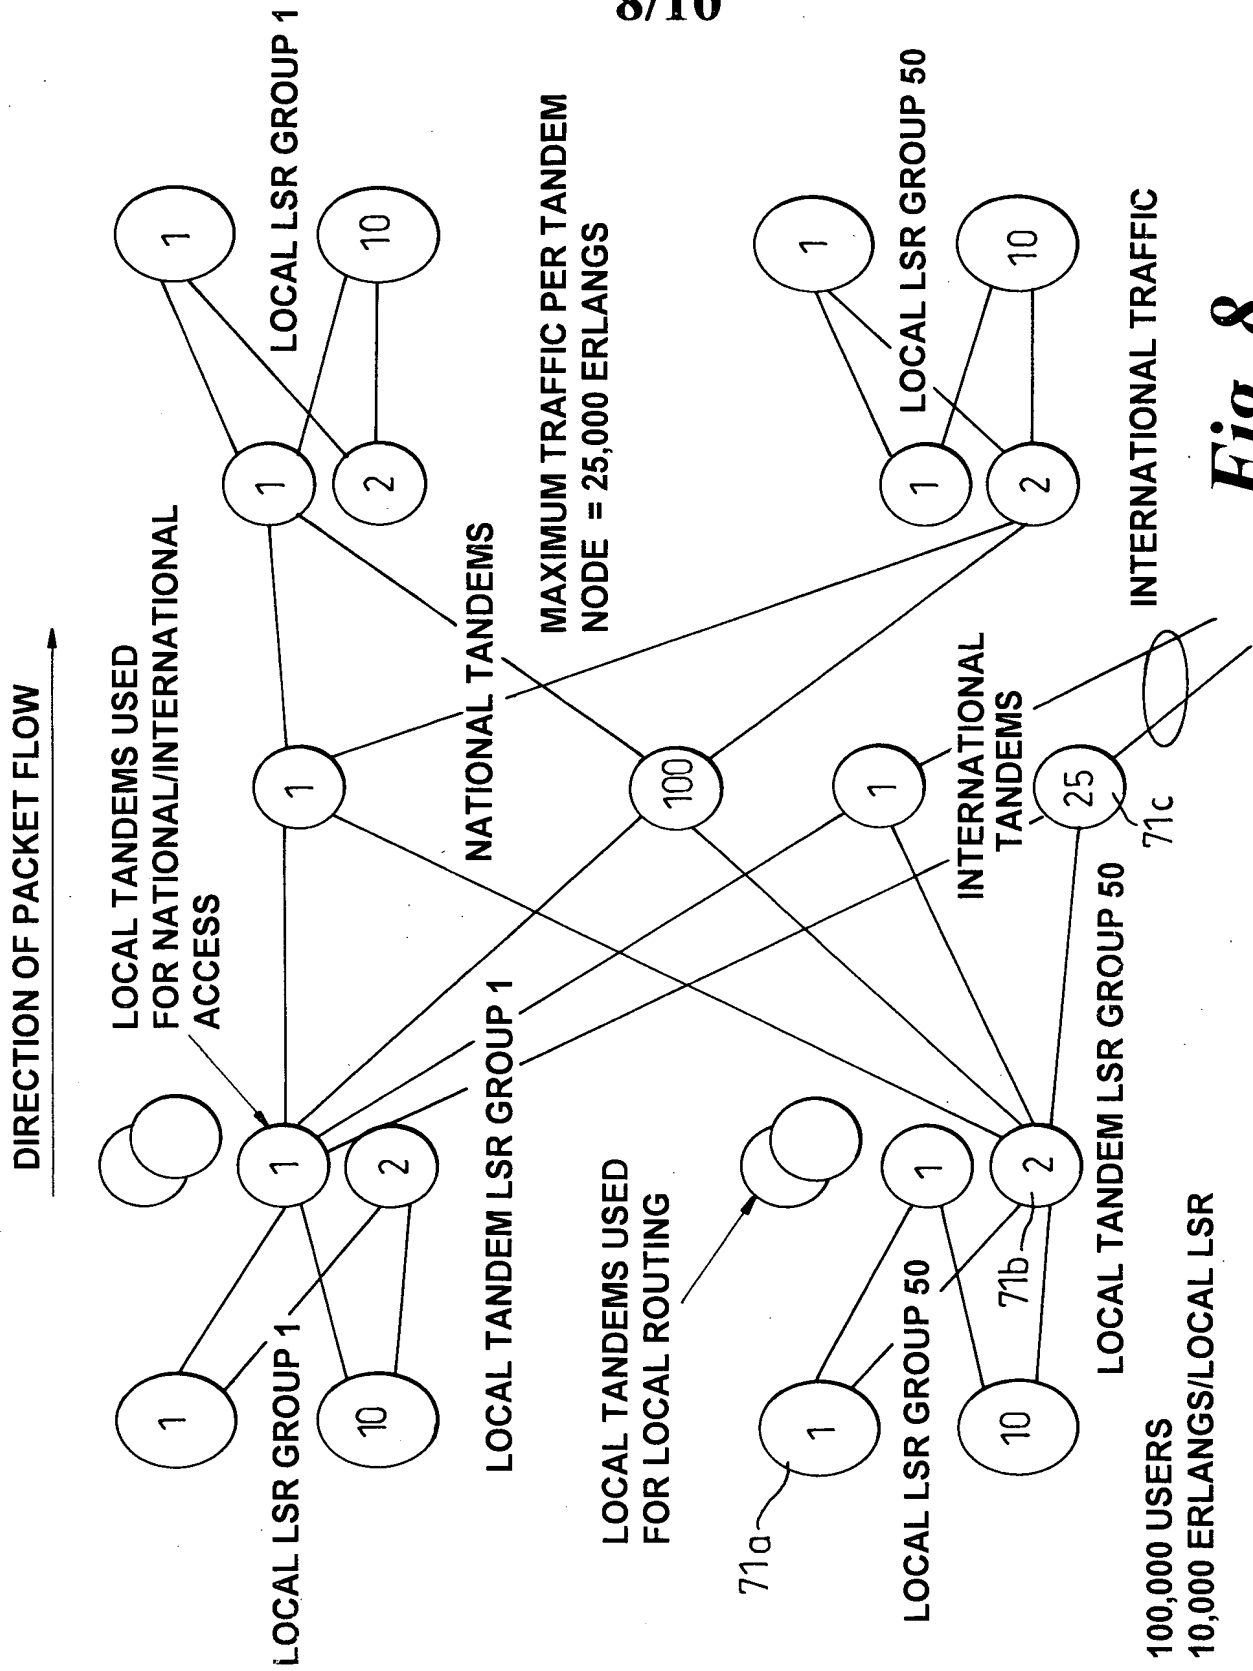 8/16
DIRECTION OF PACKET FLOW
LOCAL TANDEMS USED
FOR NATIONAL/INTERNATIONAL
ACCESS
1
1
1
1
1
LOCAL LSR GROUP 1
LOCAL LSR GROUP 1
10
2
2
10
LOCAL TANDEM LSR GROUP 1
NATIONAL TANDEMS
MAXIMUM TRAFFIC PER TANDEM
NODE = 25,000 ERLANGS
LOCAL TANDEMS USED
FOR LOCAL ROUTING
100
71a
1
1
1
1
1
LOCAL LSR GROUP 50
LOCAL LSR GROUP 50
INTERNATIONAL
TANDEMS
10
71b
2
25
2
10
71c
LOCAL TANDEM LSR GROUP 50
INTERNATIONAL TRAFFIC
100,000 USERS
10,000 ERLANGS/LOCAL LSR
Fig. 8